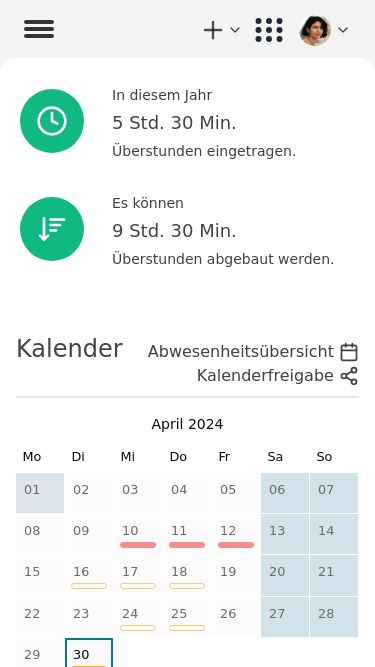 In diesem Jahr
5 Std. 30 Min.
Überstunden eingetragen.
Es können
9 Std. 30 Min.
Überstunden abgebaut werden.
Kalender
Abwesenheitsübersicht
Kalenderfreigabe
April 2024
Mo Di Mi Do Fr Sa So
01 02 03 04 05 06 07
08 09 10 11 12 13 14
15 16 17 18 19 20 21
22 23 24 25 26 27 28
29 30